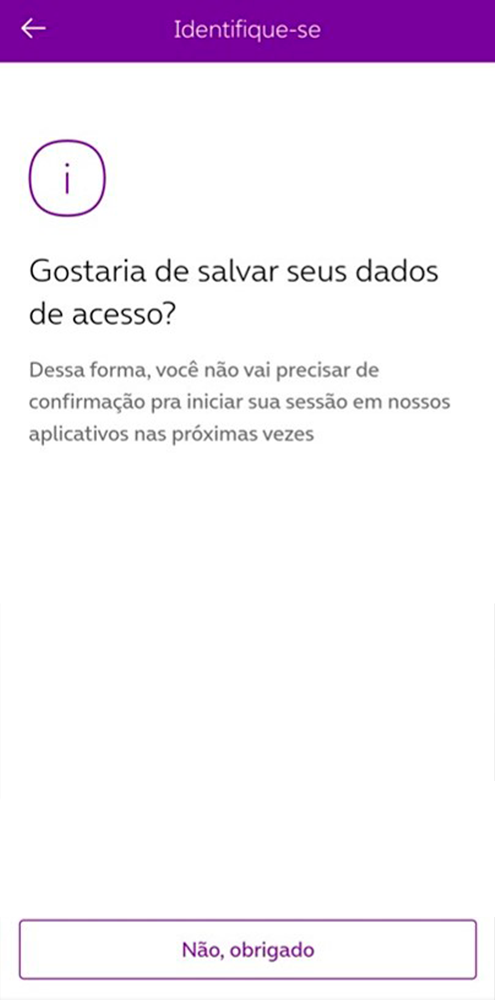 Identifique-se
Gostaria de salvar seus dados
de acesso?
Dessa forma, você não vai precisar de
confirmação pra iniciar sua sessão em nossos
aplicativos nas próximas vezes
Não, obrigado